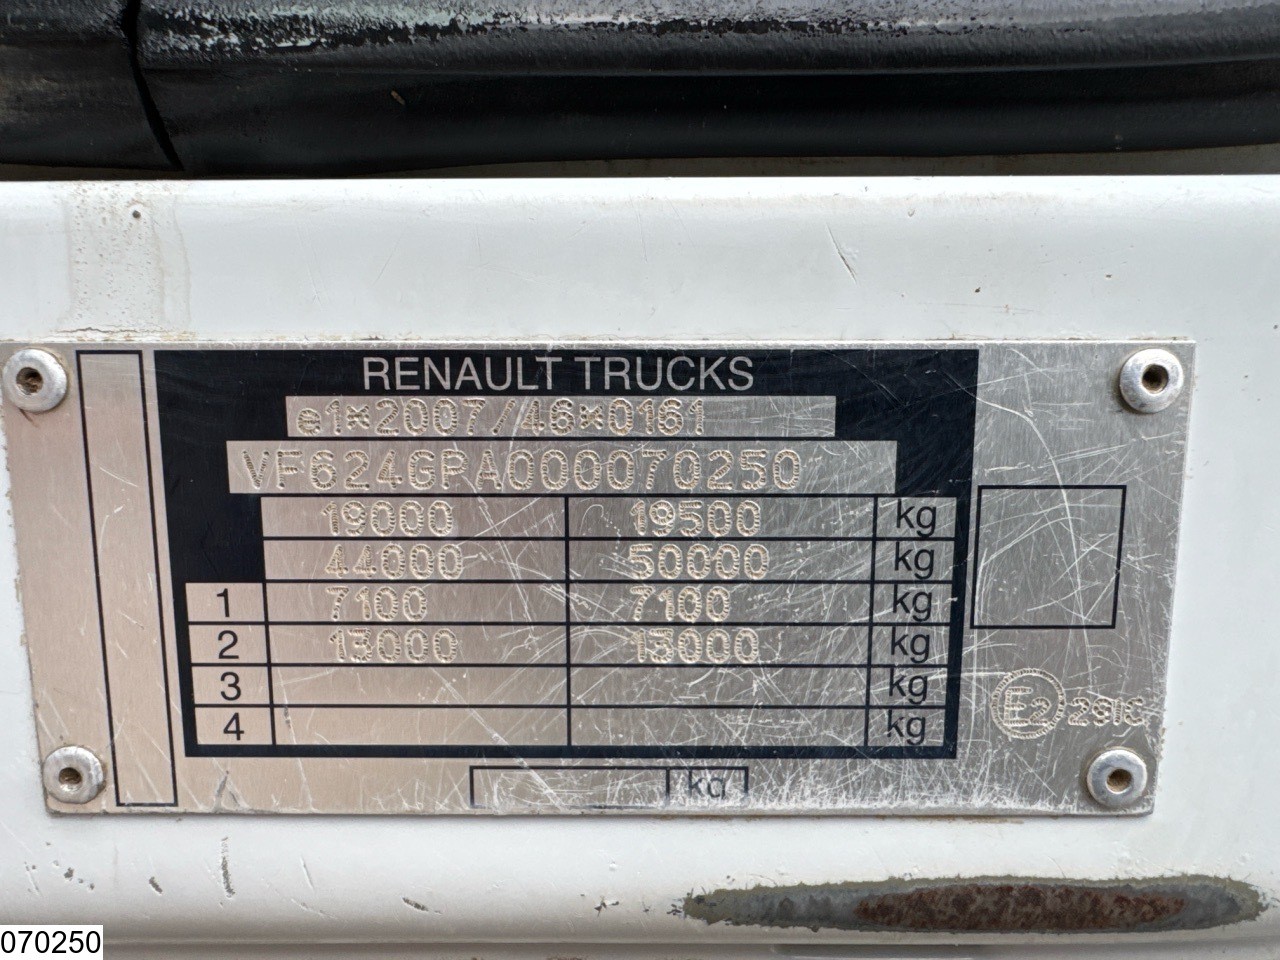 RENAULT TRUCKS
e1*2007/46*0161
VF624GPA000070250
19000 19500 kg
44000 50000 kg
1 7100 7100 kg
2 13000 13000 kg
3 kg
4 kg
E2 281C
kg
070250